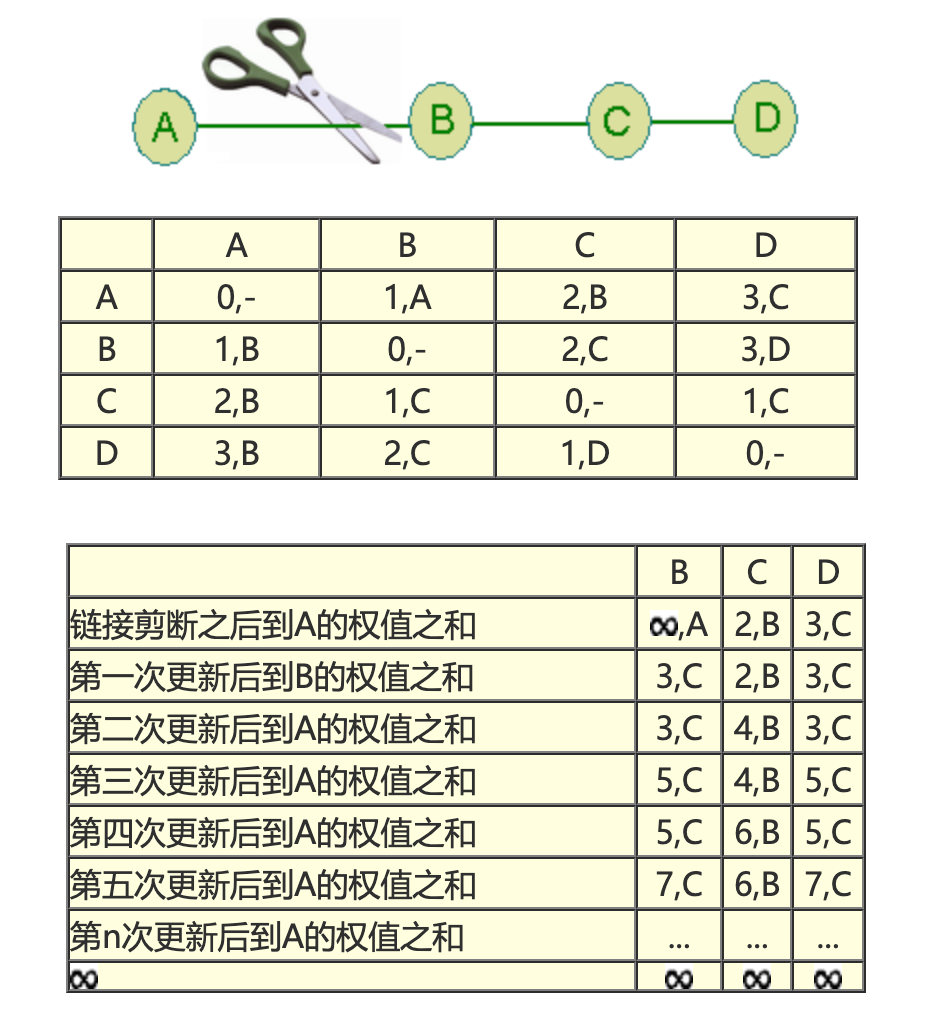 A B C D
A B C D
A 0,- 1,A 2,B 3,C
B 1,B 0,- 2,C 3,D
C 2,B 1,C 0,- 1,C
D 3,B 2,C 1,D 0,-
B C D
链接剪断之后到A的权值之和 ∞,A 2,B 3,C
第一次更新后到B的权值之和 3,C 2,B 3,C
第二次更新后到A的权值之和 3,C 4,B 3,C
第三次更新后到A的权值之和 5,C 4,B 5,C
第四次更新后到A的权值之和 5,C 6,B 5,C
第五次更新后到A的权值之和 7,C 6,B 7,C
第n次更新后到A的权值之和 ... ... ...
∞ ∞ ∞ ∞